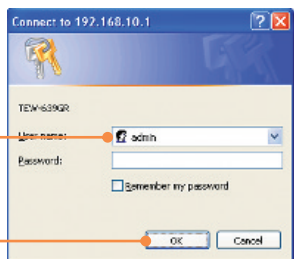 Connect to 192.168.10.1
TEW-639GR
User name:
admin
Password:
Remember my password
OK
Cancel